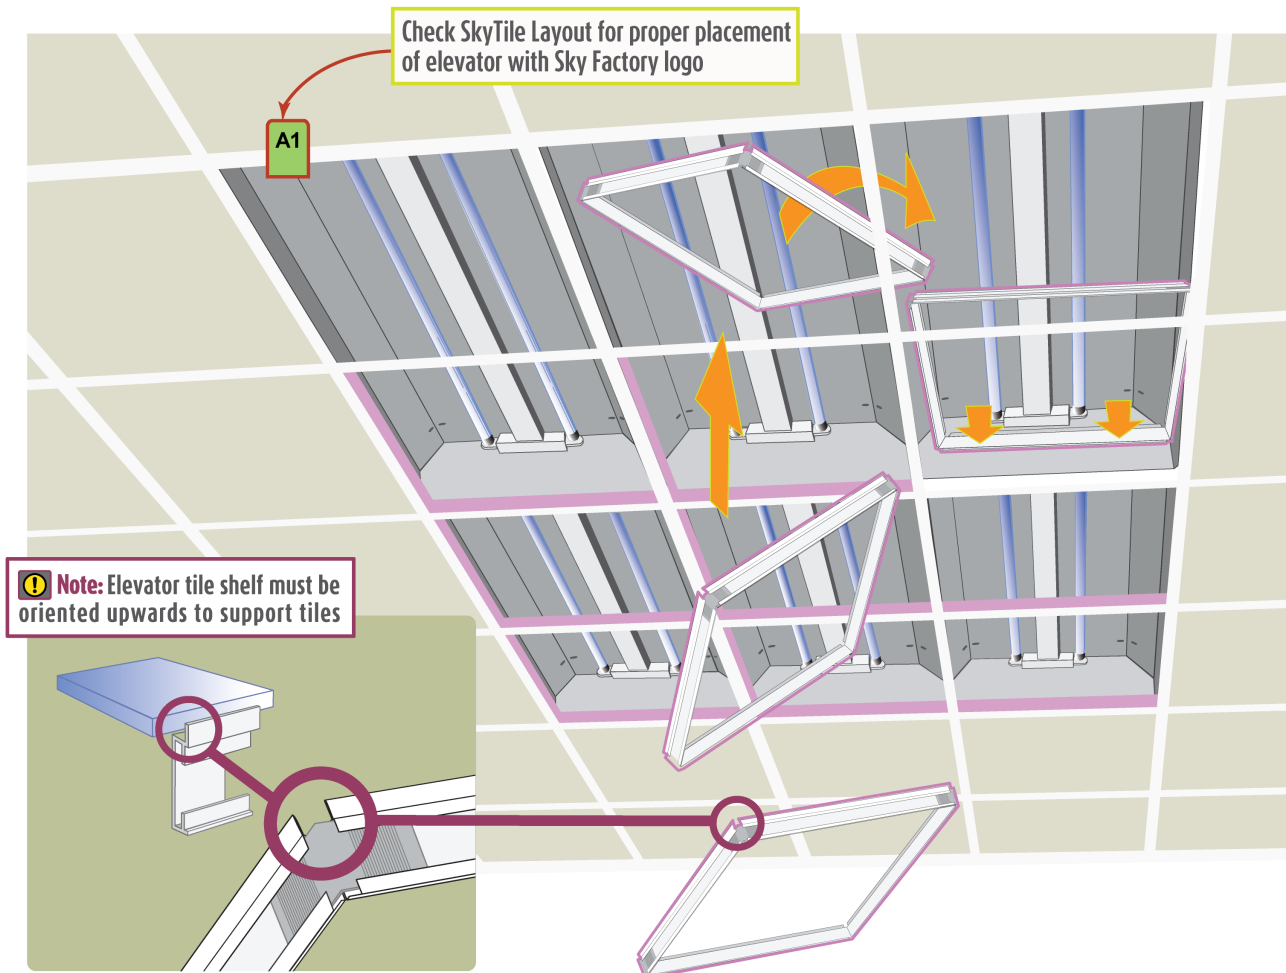 Check SkyTile Layout for proper placement
of elevator with Sky Factory logo
A1
Note: Elevator tile shelf must be
oriented upwards to support tiles